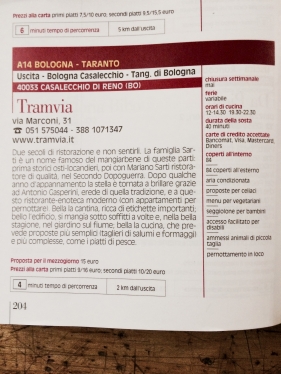 Prezzi alla carta primi piatti 7,5/10 euro; secondi piatti 9,5/15,5 euro
6 minuti tempo di percorrenza 5 km dall'uscita
A14 BOLOGNA - TARANTO
Uscita - Bologna Casalecchio - Tang. di Bologna
40033 CASALECCHIO DI RENO (BO)
Tramvia
via Marconi, 31
☎ 051 575044 - 388 1071347
www.tramvia.it
Due secoli di ristorazione e non sentirli. La famiglia Sar-
ti è un nome famoso del mangiarbene di queste parti:
prima storici osti-locandieri, poi con Mariano Sarti ristora-
tore di qualità, nel Secondo Dopoguerra. Dopo qualche
anno d'appannamento la stella è tornata a brillare grazie
ad Antonio Gasperini, erede di quella tradizione, e a que-
sto ristorante-enoteca moderno (con appartamenti per
pernottare). Bella la cantina, ricca di etichette importanti;
bello l'edificio, si mangia sotto soffitti a volte e, nella bella
stagione, nel giardino sul fiume; bella la cucina, che pre-
vede proposte più semplici (taglieri di salumi e formaggi)
e più complesse, come i piatti di pesce.
Proposta per il mezzogiorno 15 euro
Prezzi alla carta primi piatti 8/16 euro; secondi piatti 10/20 euro
4 minuti tempo di percorrenza 2 km dall'uscita
204
chiusura settimanale
mai
ferie
variabile
orari di cucina
12-14.30 19.30-22.30
durata della sosta
40 minuti
carte di credito accettate
Bancomat, Visa, Mastercard,
Diners
coperti all'interno
88
84 coperti all'esterno
aria condizionata
proposte per celiaci
menu per vegetariani
seggiolone per bambini
accesso facilitato per
disabili
ammessi animali di piccola
taglia
pernottamento in loco